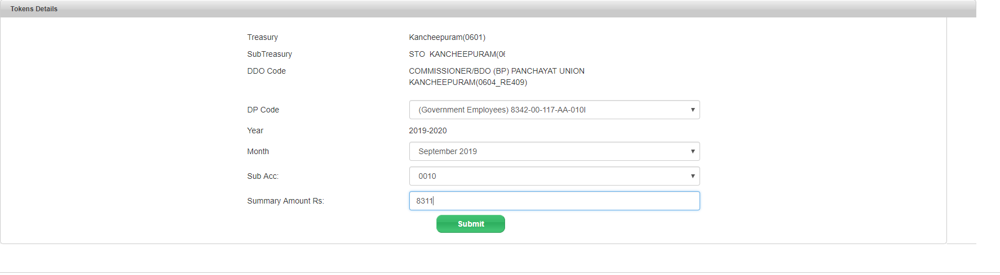 Tokens Details
Treasury Kancheepuram(0601)
SubTreasury STO KANCHEEPURAM(06
DDO Code COMMISSIONER/BDO (BP) PANCHAYAT UNION
KANCHEEPURAM(0604_RE409)
DP Code (Government Employees) 8342-00-117-AA-010I
Year 2019-2020
Month September 2019
Sub Acc: 0010
Summary Amount Rs: 8311
Submit